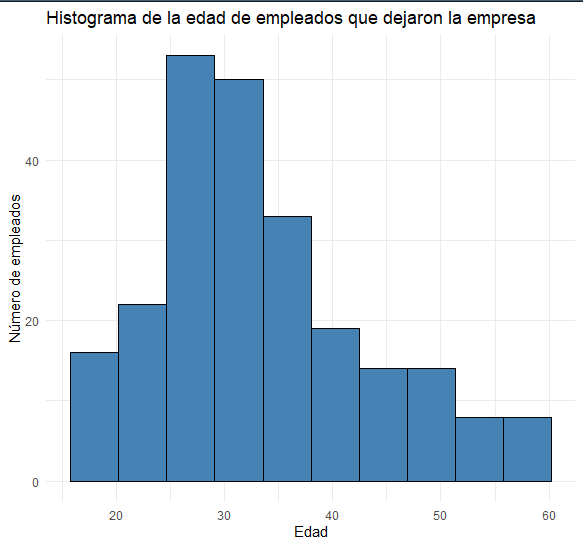 Histograma de la edad de empleados que dejaron la empresa
Número de empleados
40
20
0
20
30
40
50
60
Edad